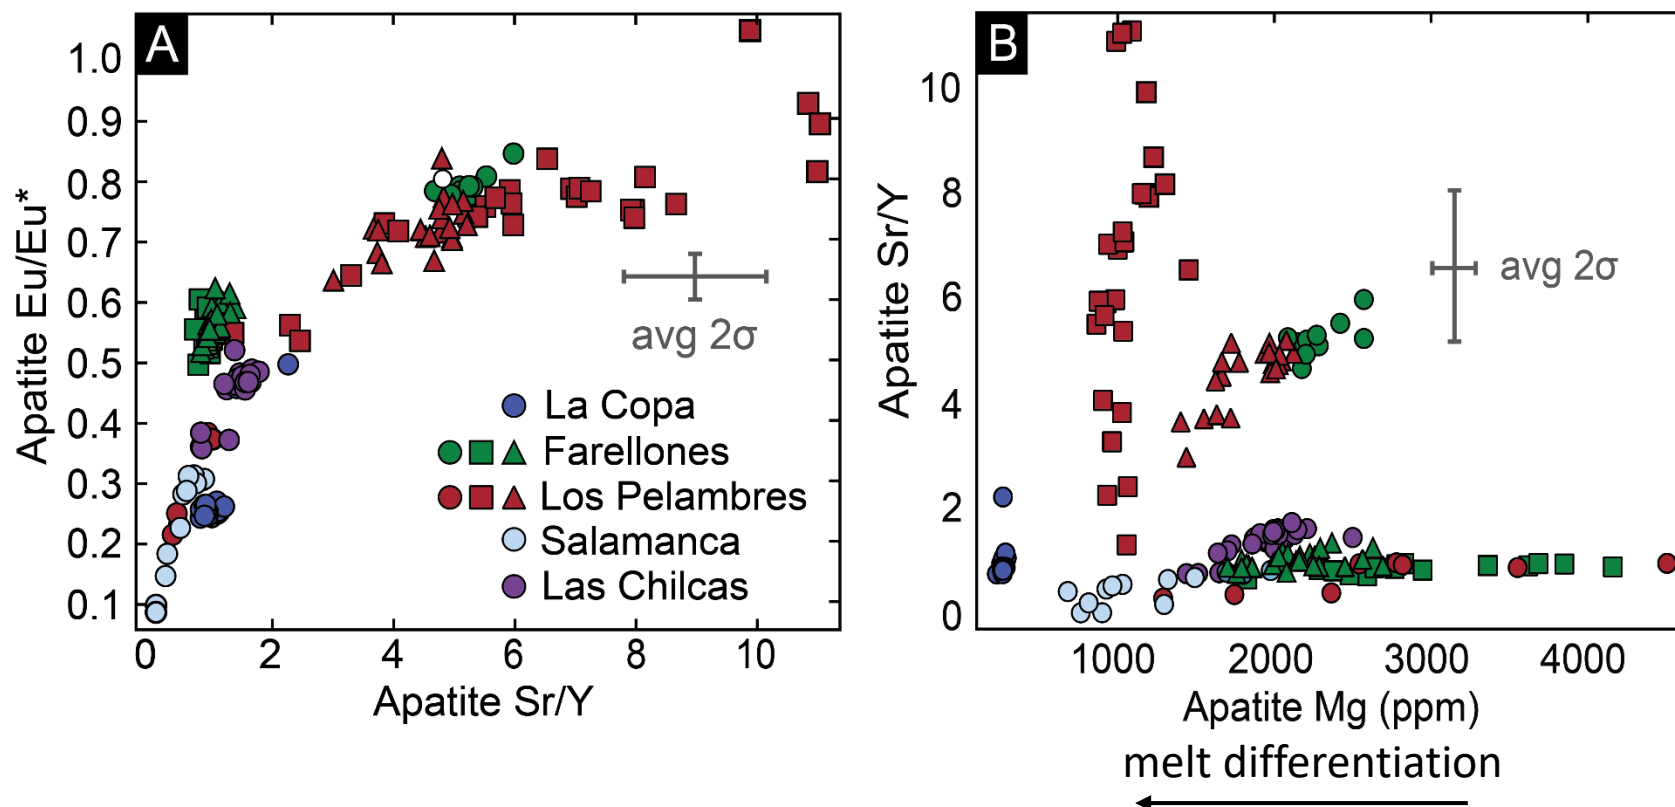 A
Apatite Eu/Eu*
1.0
0.9
0.8
0.7
0.6
0.5
0.4
0.3
0.2
0.1
avg 2σ
La Copa
Farellones
Los Pelambres
Salamanca
Las Chilcas
0 2 4 6 8 10
Apatite Sr/Y
B
Apatite Sr/Y
10
8
6
4
2
0
avg 2σ
1000 2000 3000 4000
Apatite Mg (ppm)
melt differentiation